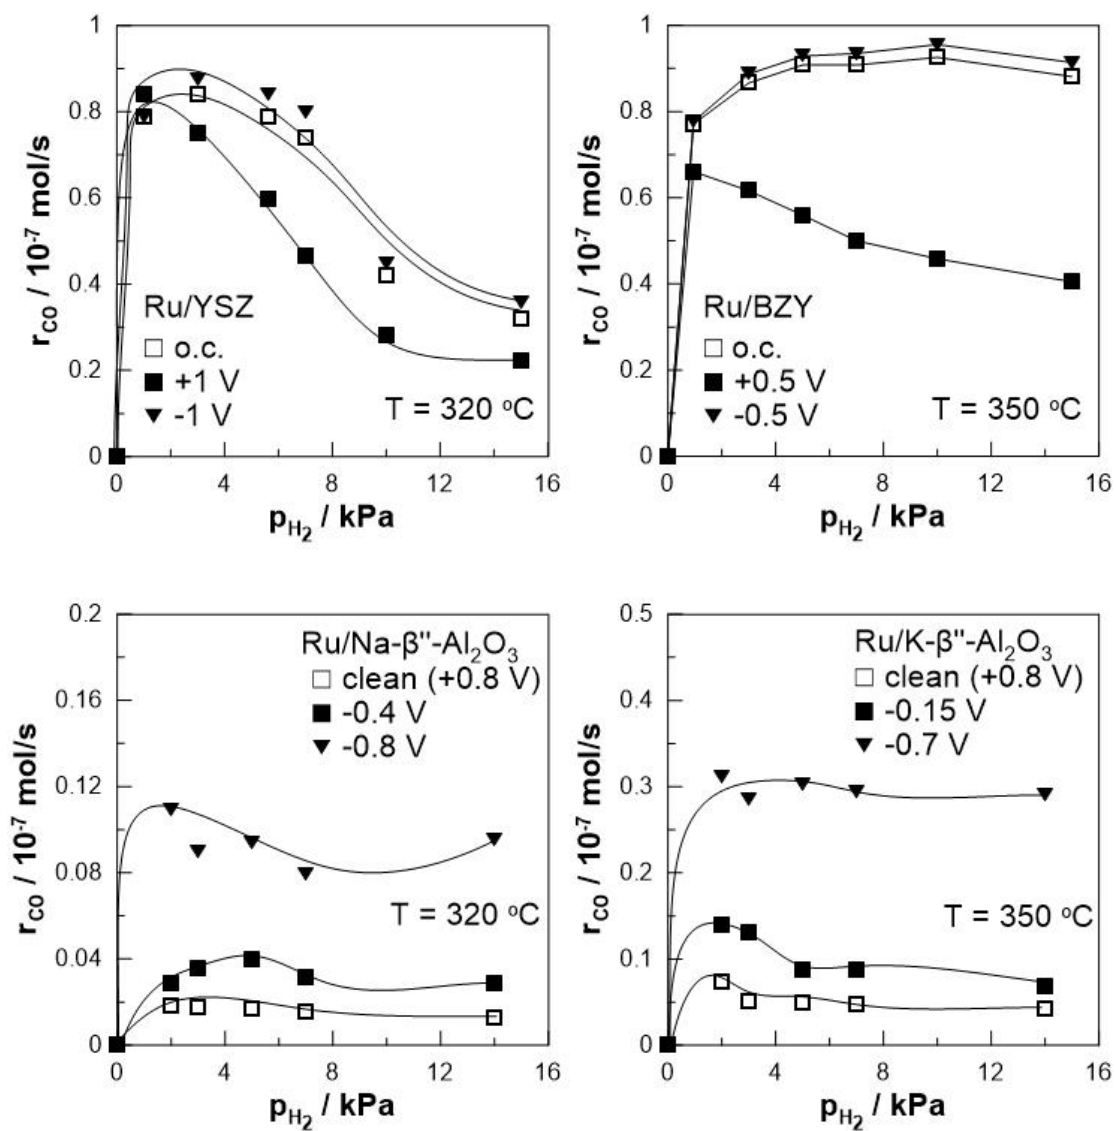 1
0.8
0.6
0.4
0.2
0
r_CO / 10^-7 mol/s
Ru/YSZ
o.c.
+1 V
-1 V
T = 320 °C
0 4 8 12 16
p_H2 / kPa
1
0.8
0.6
0.4
0.2
0
r_CO / 10^-7 mol/s
Ru/BZY
o.c.
+0.5 V
-0.5 V
T = 350 °C
0 4 8 12 16
p_H2 / kPa
0.2
0.16
0.12
0.08
0.04
0
r_CO / 10^-7 mol/s
Ru/Na-β"-Al₂O₃
clean (+0.8 V)
-0.4 V
-0.8 V
T = 320 °C
0 4 8 12 16
p_H2 / kPa
0.5
0.4
0.3
0.2
0.1
0
r_CO / 10^-7 mol/s
Ru/K-β"-Al₂O₃
clean (+0.8 V)
-0.15 V
-0.7 V
T = 350 °C
0 4 8 12 16
p_H2 / kPa